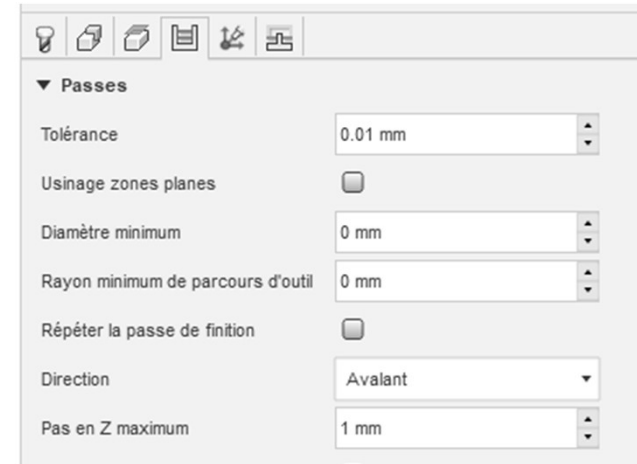 Passes
Tolérance 0.01 mm
Usinage zones planes
Diamètre minimum 0 mm
Rayon minimum de parcours d'outil 0 mm
Répéter la passe de finition
Direction Avalant
Pas en Z maximum 1 mm